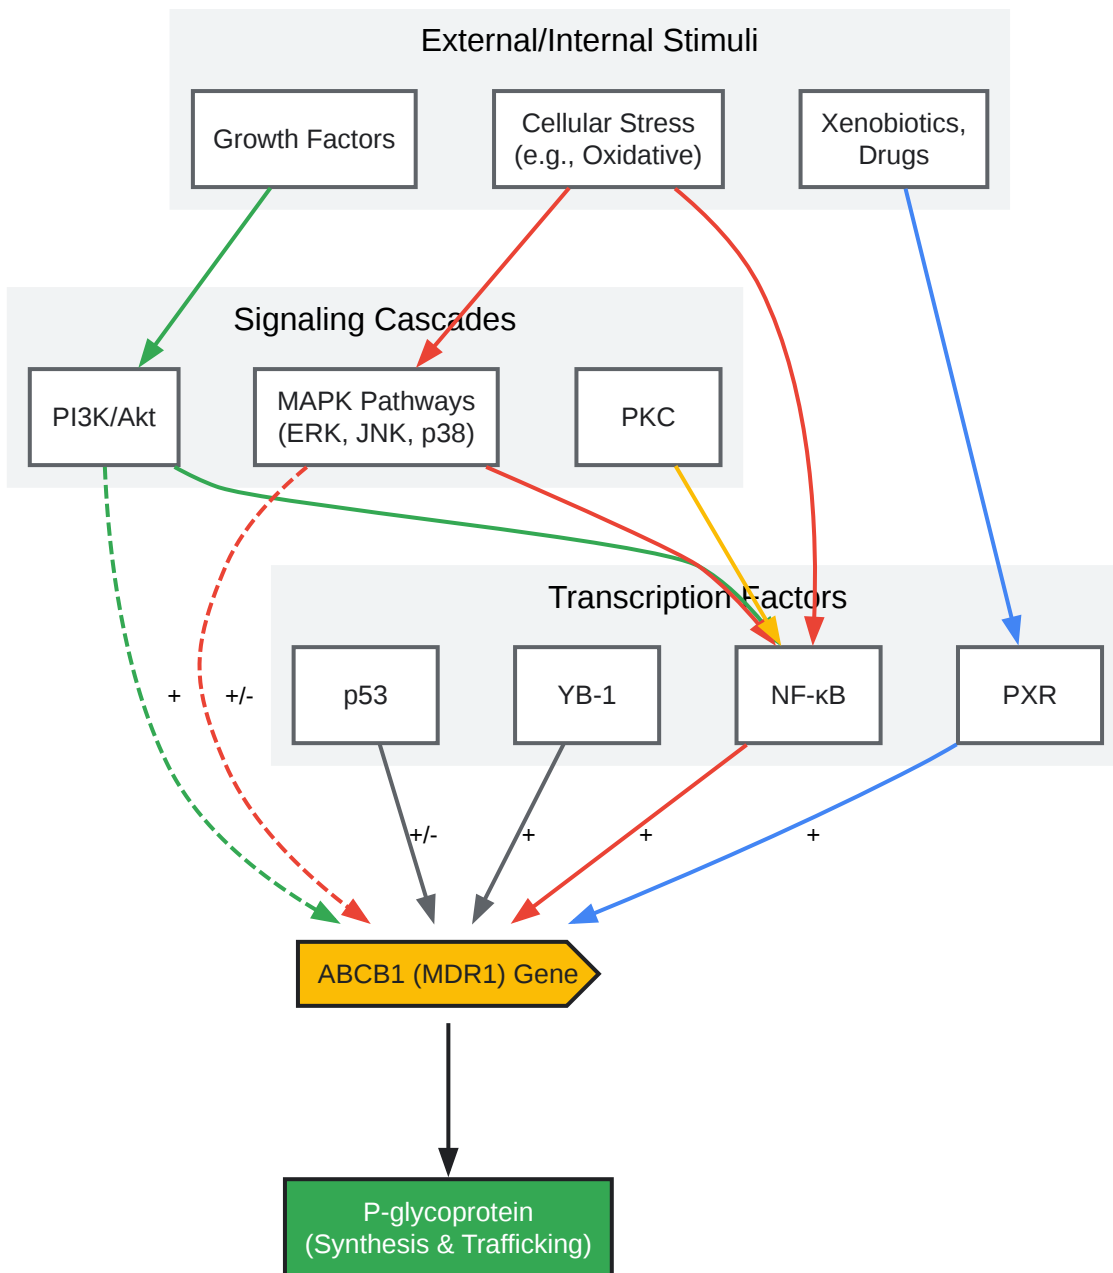 External/Internal Stimuli
Growth Factors
Cellular Stress
(e.g., Oxidative)
Xenobiotics,
Drugs
Signaling Cascades
PI3K/Akt
MAPK Pathways
(ERK, JNK, p38)
PKC
Transcription Factors
p53
YB-1
NF-κB
PXR
+
+/-
+/-
+
+
+
ABCB1 (MDR1) Gene
P-glycoprotein
(Synthesis & Trafficking)